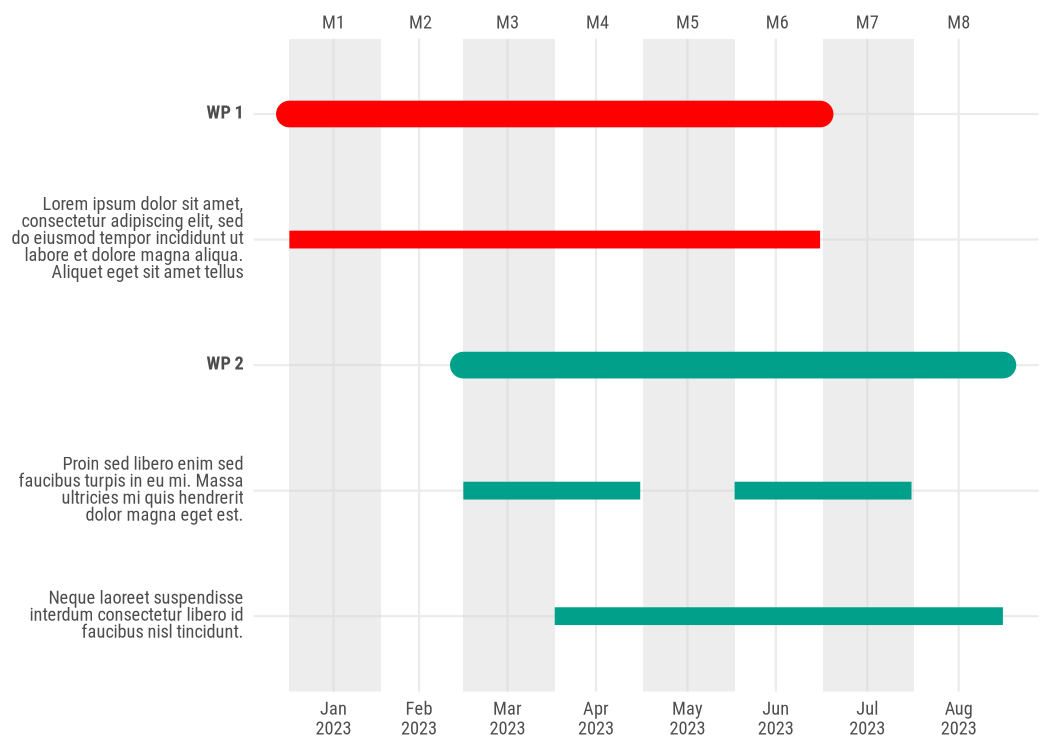 M1 M2 M3 M4 M5 M6 M7 M8
WP 1
Lorem ipsum dolor sit amet,
consectetur adipiscing elit, sed
do eiusmod tempor incididunt ut
labore et dolore magna aliqua.
Aliquet eget sit amet tellus
WP 2
Proin sed libero enim sed
faucibus turpis in eu mi. Massa
ultricies mi quis hendrerit
dolor magna eget est.
Neque laoreet suspendisse
interdum consectetur libero id
faucibus nisl tincidunt.
Jan Feb Mar Apr May Jun Jul Aug
2023 2023 2023 2023 2023 2023 2023 2023